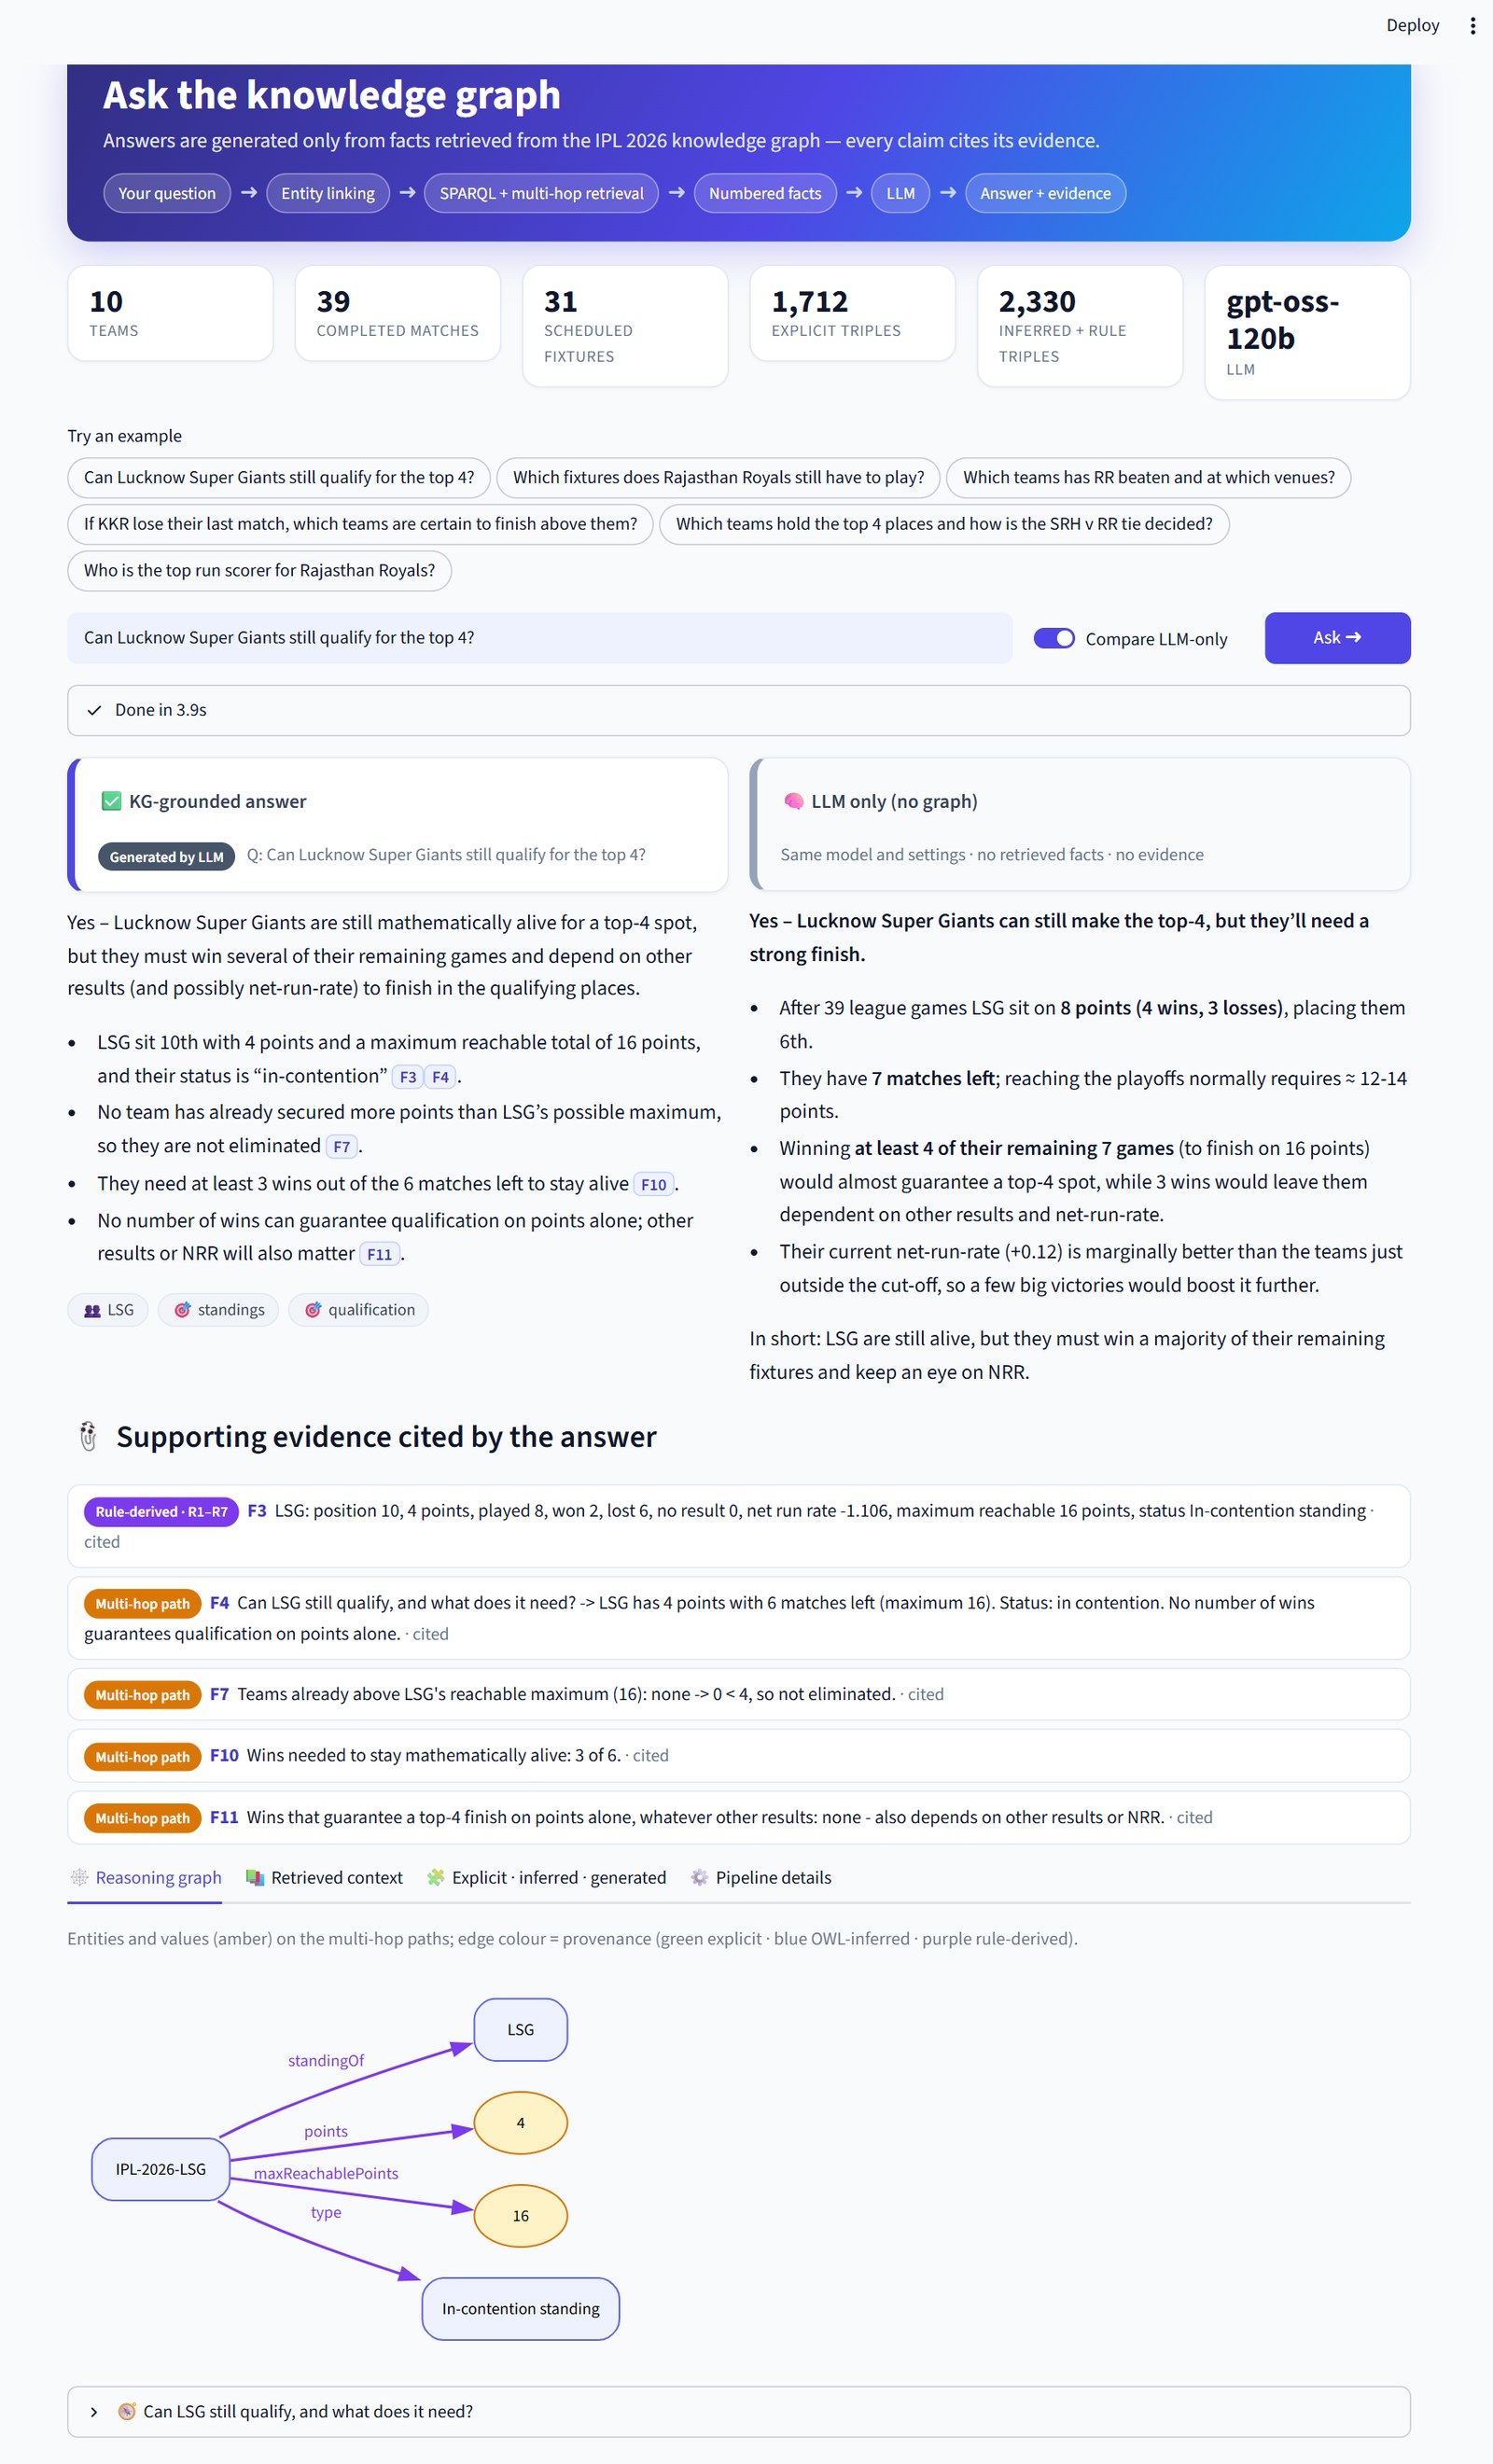 Deploy
Ask the knowledge graph
Answers are generated only from facts retrieved from the IPL 2026 knowledge graph — every claim cites its evidence.
Your question → Entity linking → SPARQL + multi-hop retrieval → Numbered facts → LLM → Answer + evidence
10
TEAMS
39
COMPLETED MATCHES
31
SCHEDULED
FIXTURES
1,712
EXPLICIT TRIPLES
2,330
INFERRED + RULE
TRIPLES
gpt-oss-
120b
LLM
Try an example
Can Lucknow Super Giants still qualify for the top 4?
Which fixtures does Rajasthan Royals still have to play?
Which teams has RR beaten and at which venues?
If KKR lose their last match, which teams are certain to finish above them?
Which teams hold the top 4 places and how is the SRH v RR tie decided?
Who is the top run scorer for Rajasthan Royals?
Can Lucknow Super Giants still qualify for the top 4?
Compare LLM-only
Ask →
Done in 3.9s
KG-grounded answer
Generated by LLM Q: Can Lucknow Super Giants still qualify for the top 4?
Yes – Lucknow Super Giants are still mathematically alive for a top-4 spot,
but they must win several of their remaining games and depend on other
results (and possibly net-run-rate) to finish in the qualifying places.
• LSG sit 10th with 4 points and a maximum reachable total of 16 points,
and their status is “in-contention” F3 F4.
• No team has already secured more points than LSG’s possible maximum,
so they are not eliminated F7.
• They need at least 3 wins out of the 6 matches left to stay alive F10.
• No number of wins can guarantee qualification on points alone; other
results or NRR will also matter F11.
LSG
standings
qualification
LLM only (no graph)
Same model and settings · no retrieved facts · no evidence
Yes – Lucknow Super Giants can still make the top-4, but they’ll need a
strong finish.
• After 39 league games LSG sit on 8 points (4 wins, 3 losses), placing them
6th.
• They have 7 matches left; reaching the playoffs normally requires ≈ 12-14
points.
• Winning at least 4 of their remaining 7 games (to finish on 16 points)
would almost guarantee a top-4 spot, while 3 wins would leave them
dependent on other results and net-run-rate.
• Their current net-run-rate (+0.12) is marginally better than the teams just
outside the cut-off, so a few big victories would boost it further.
In short: LSG are still alive, but they must win a majority of their remaining
fixtures and keep an eye on NRR.
Supporting evidence cited by the answer
Rule-derived · R1–R7 F3 LSG: position 10, 4 points, played 8, won 2, lost 6, no result 0, net run rate -1.106, maximum reachable 16 points, status In-contention standing ·
cited
Multi-hop path F4 Can LSG still qualify, and what does it need? -> LSG has 4 points with 6 matches left (maximum 16). Status: in contention. No number of wins
guarantees qualification on points alone. · cited
Multi-hop path F7 Teams already above LSG's reachable maximum (16): none -> 0 < 4, so not eliminated. · cited
Multi-hop path F10 Wins needed to stay mathematically alive: 3 of 6. · cited
Multi-hop path F11 Wins that guarantee a top-4 finish on points alone, whatever other results: none - also depends on other results or NRR. · cited
Reasoning graph
Retrieved context
Explicit · inferred · generated
Pipeline details
Entities and values (amber) on the multi-hop paths; edge colour = provenance (green explicit · blue OWL-inferred · purple rule-derived).
LSG
standingOf
4
points
IPL-2026-LSG
maxReachablePoints
type
16
In-contention standing
Can LSG still qualify, and what does it need?